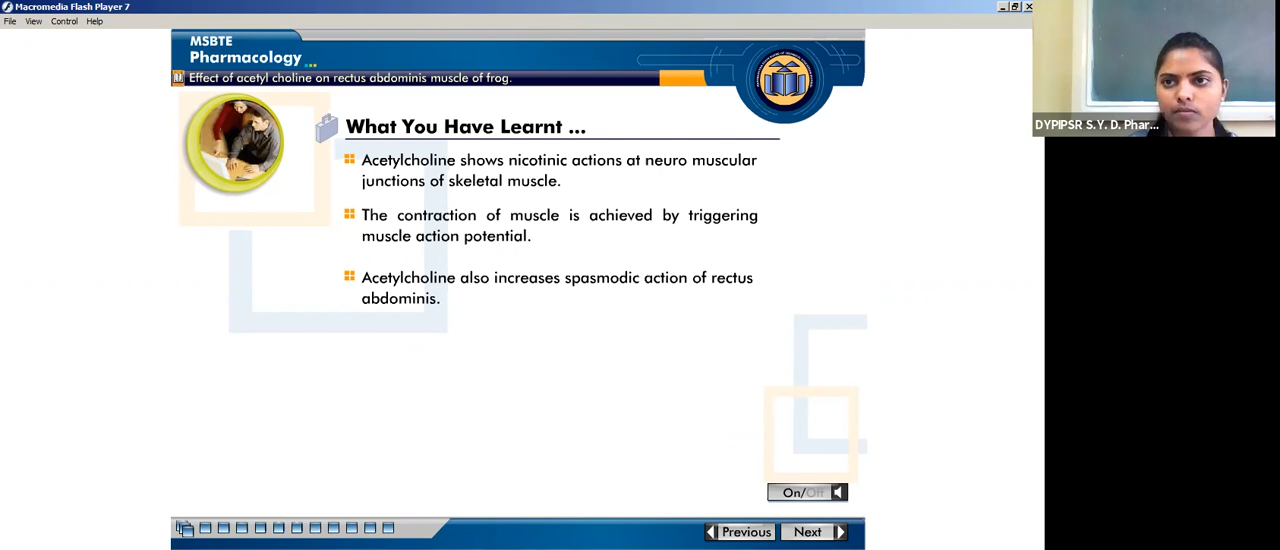 Macromedia Flash Player 7
File View Control Help
MSBTE
Pharmacology
Effect of acetyl choline on rectus abdominis muscle of frog.
DYPIPSR S.Y. D. Phar...
What You Have Learnt ...
Acetylcholine shows nicotinic actions at neuro muscular
junctions of skeletal muscle.
The contraction of muscle is achieved by triggering
muscle action potential.
Acetylcholine also increases spasmodic action of rectus
abdominis.
On/Off
Previous Next